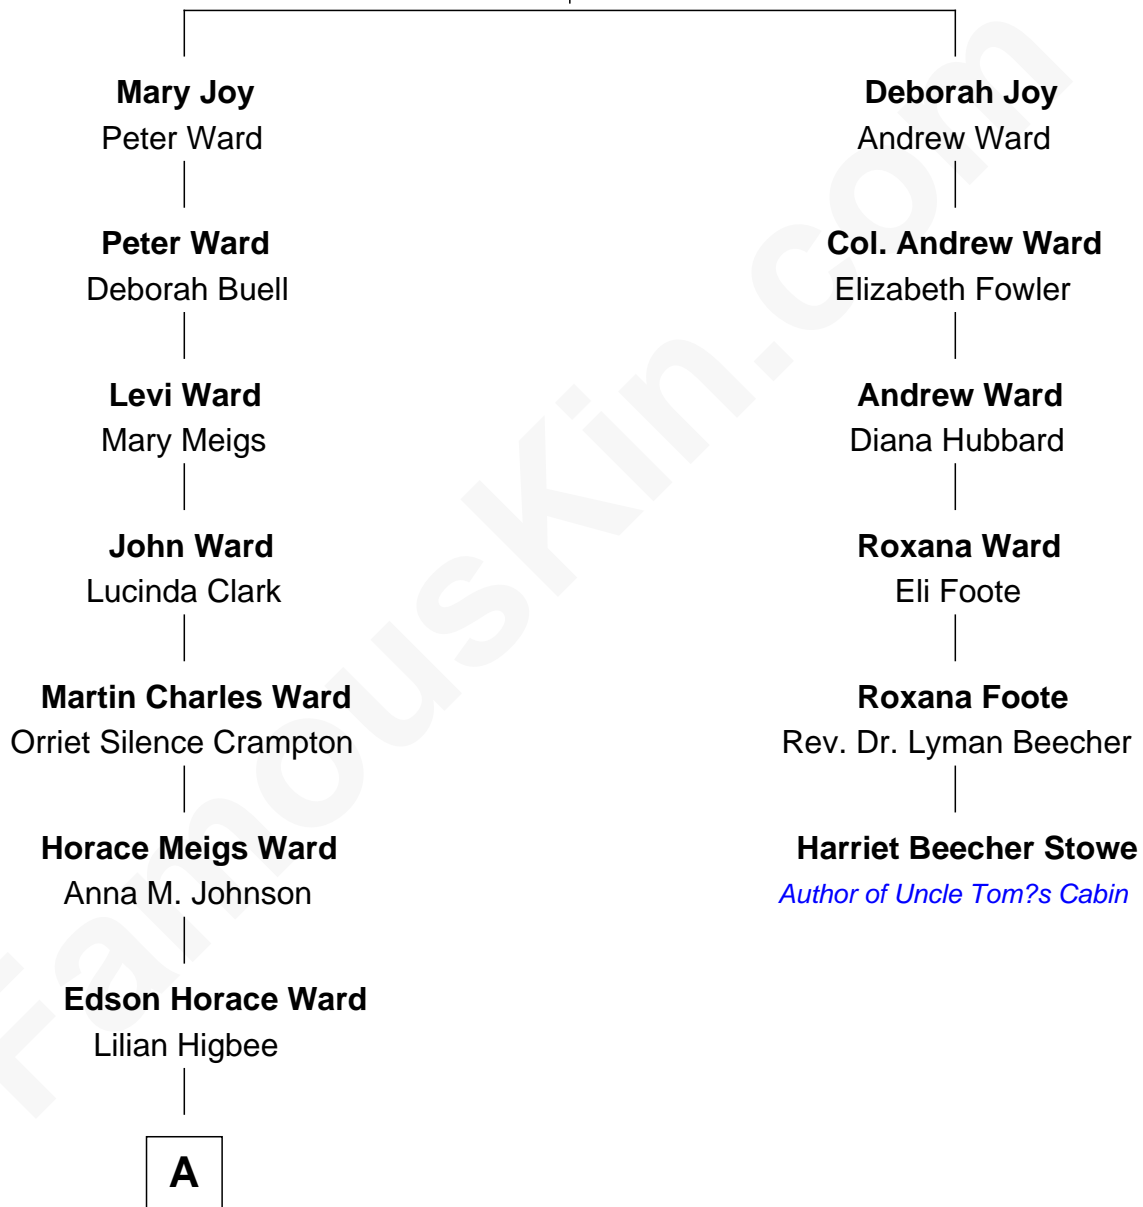 Mary Joy
Peter Ward
Peter Ward
Deborah Buell
Levi Ward
Mary Meigs
John Ward
Lucinda Clark
Martin Charles Ward
Orriet Silence Crampton
Horace Meigs Ward
Anna M. Johnson
Edson Horace Ward
Lilian Higbee
A
Deborah Joy
Andrew Ward
Col. Andrew Ward
Elizabeth Fowler
Andrew Ward
Diana Hubbard
Roxana Ward
Eli Foote
Roxana Foote
Rev. Dr. Lyman Beecher
Harriet Beecher Stowe
Author of Uncle Tom?s Cabin
FamousKin.com